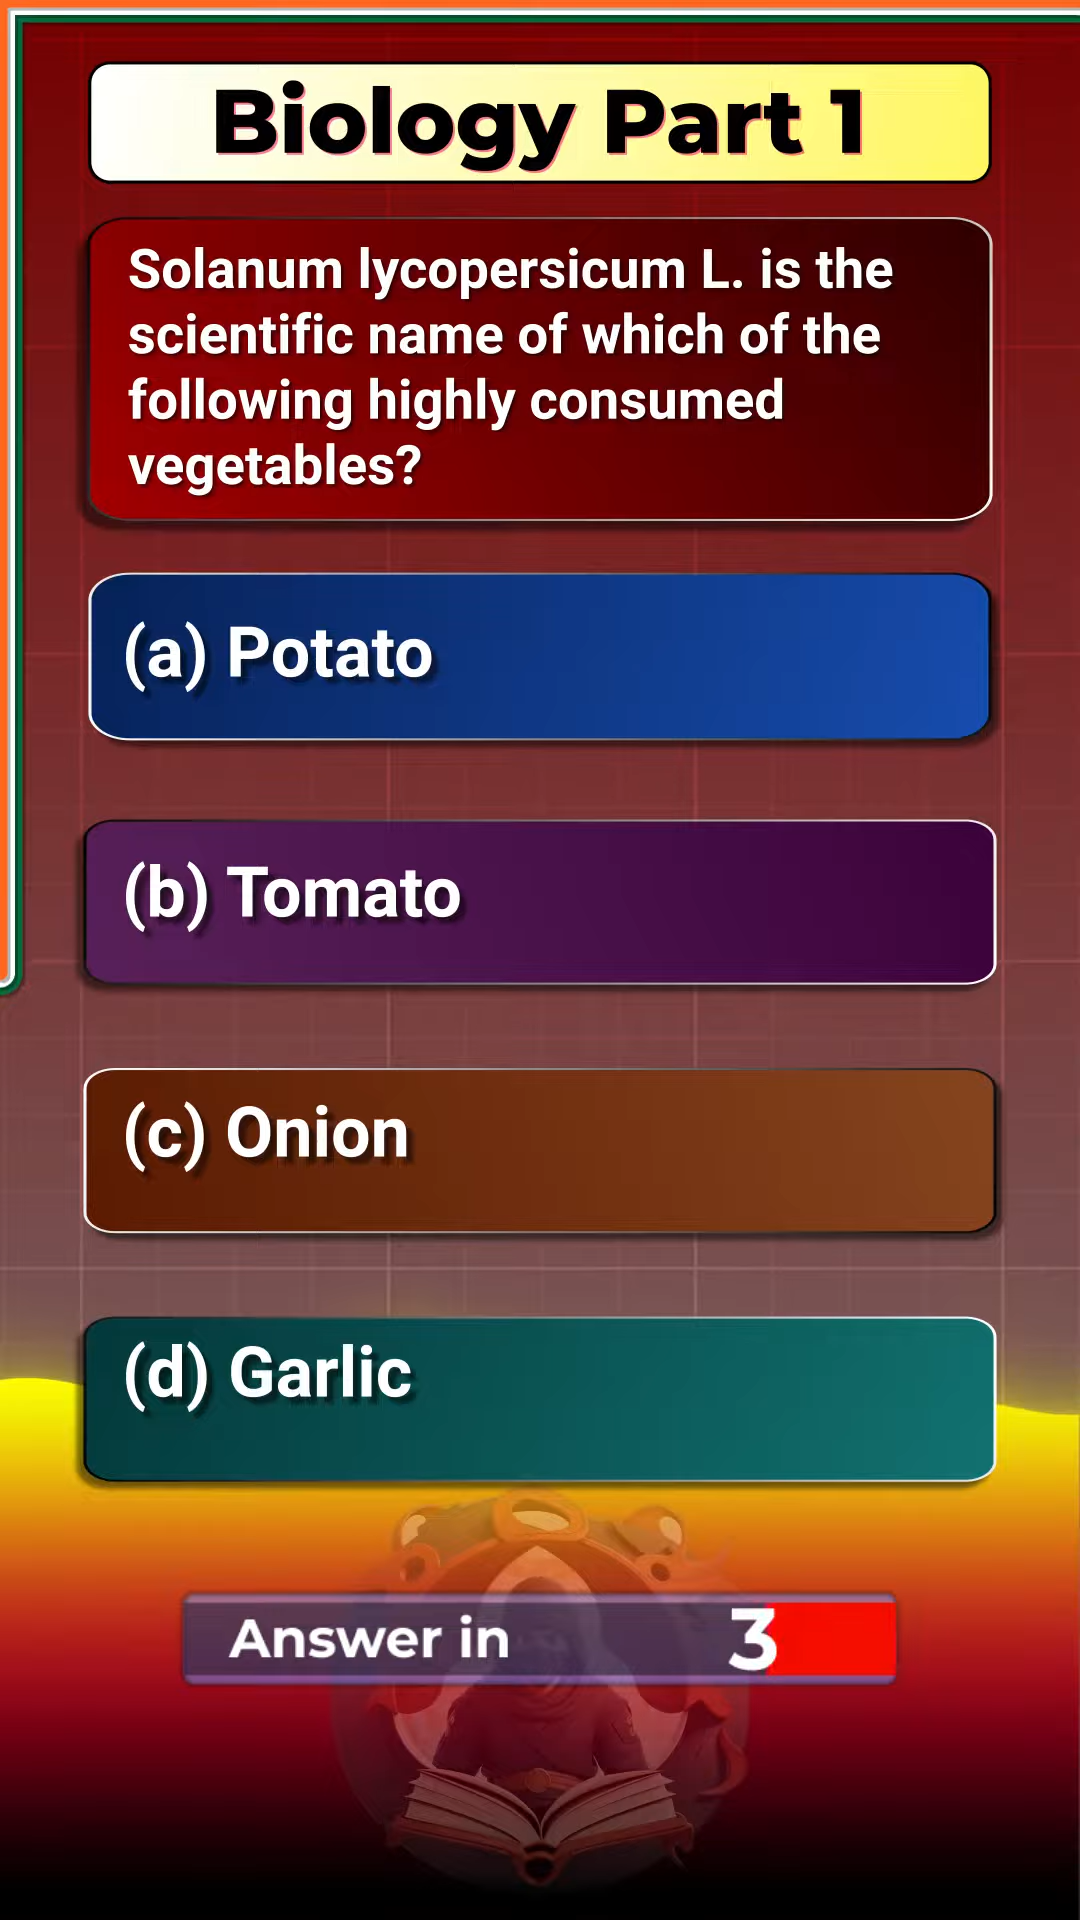 Biology Part 1
Solanum lycopersicum L. is the
scientific name of which of the
following highly consumed
vegetables?
(a) Potato
(b) Tomato
(c) Onion
(d) Garlic
Answer in 3